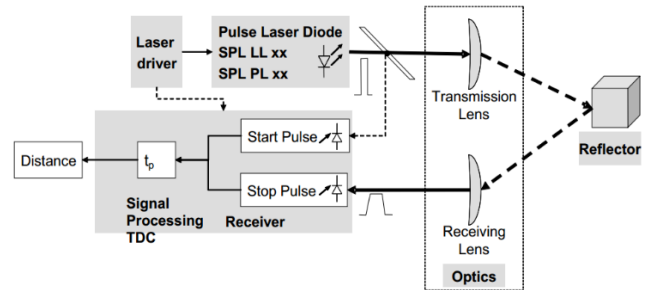 Laser
driver
Pulse Laser Diode
SPL LL xx
SPL PL xx
Transmission
Lens
Reflector
Start Pulse
Distance
tp
Stop Pulse
Signal
Processing
TDC
Receiver
Receiving
Lens
Optics